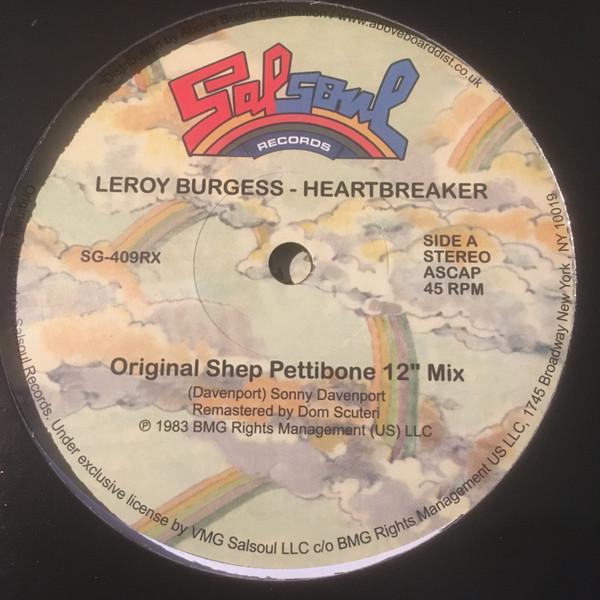 Distribution by Above Board Distribution / www.aboveboarddist.co.uk
Salsoul
RECORDS
LEROY BURGESS - HEARTBREAKER
SG-409RX
SIDE A
STEREO
ASCAP
45 RPM
Original Shep Pettibone 12" Mix
(Davenport) Sonny Davenport
Remastered by Dom Scuteri
℗ 1983 BMG Rights Management (US) LLC
Salsoul Records. Under exclusive license by VMG Salsoul LLC c/o BMG Rights Management US LLC, 1745 Broadway New York, NY 10019